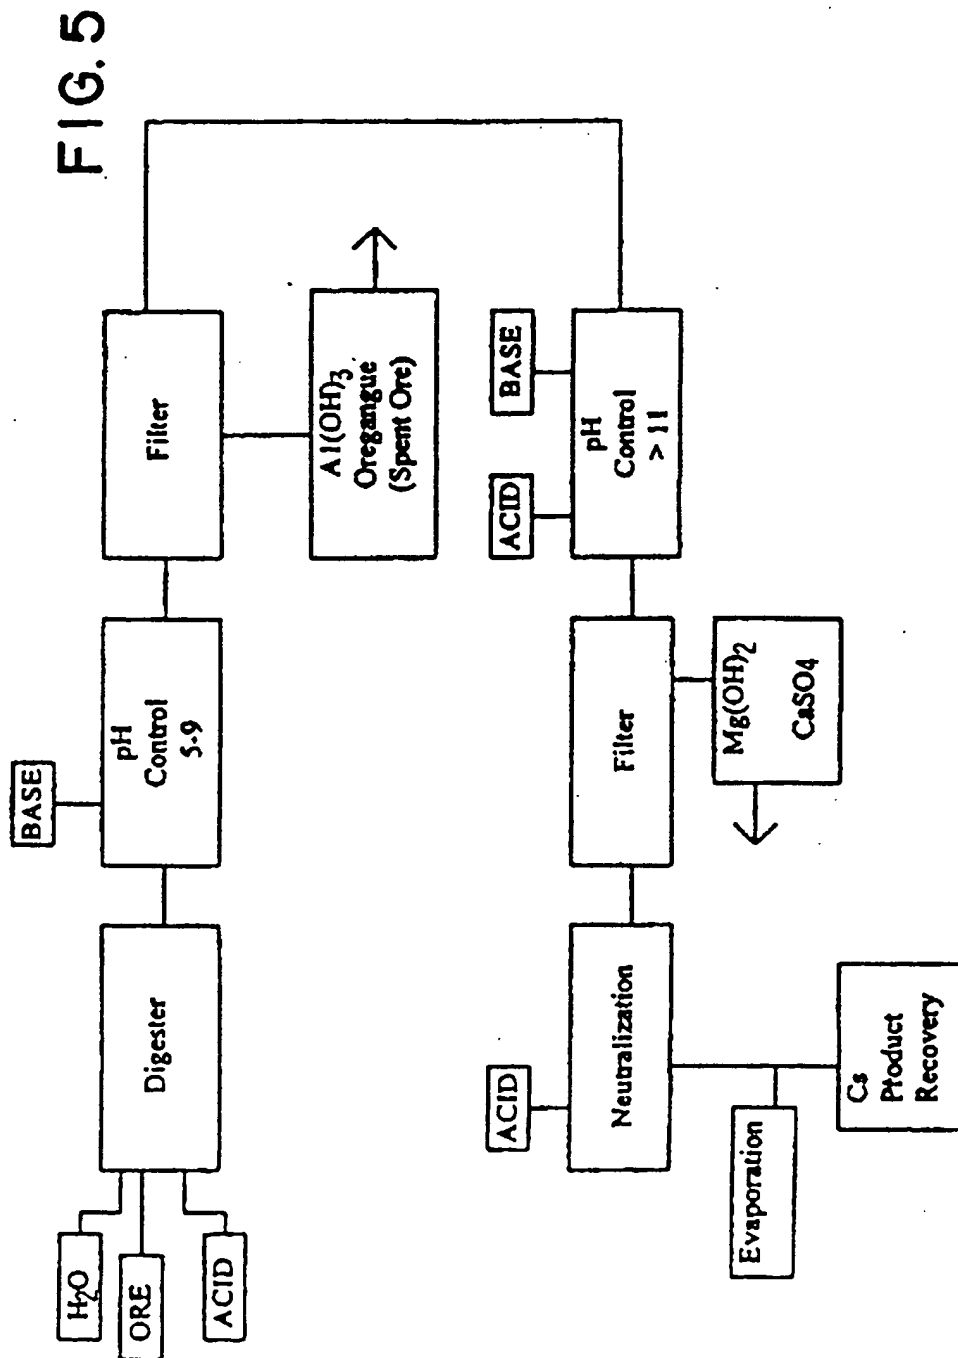 FIG. 5
H2O
ORE
ACID
Digester
BASE
pH
Control
5-9
Filter
Al(OH)3
Oregangue
(Spent Ore)
ACID
BASE
pH
Control
> 11
Filter
Mg(OH)2
CaSO4
ACID
Neutralization
Evaporation
Cs
Product
Recovery